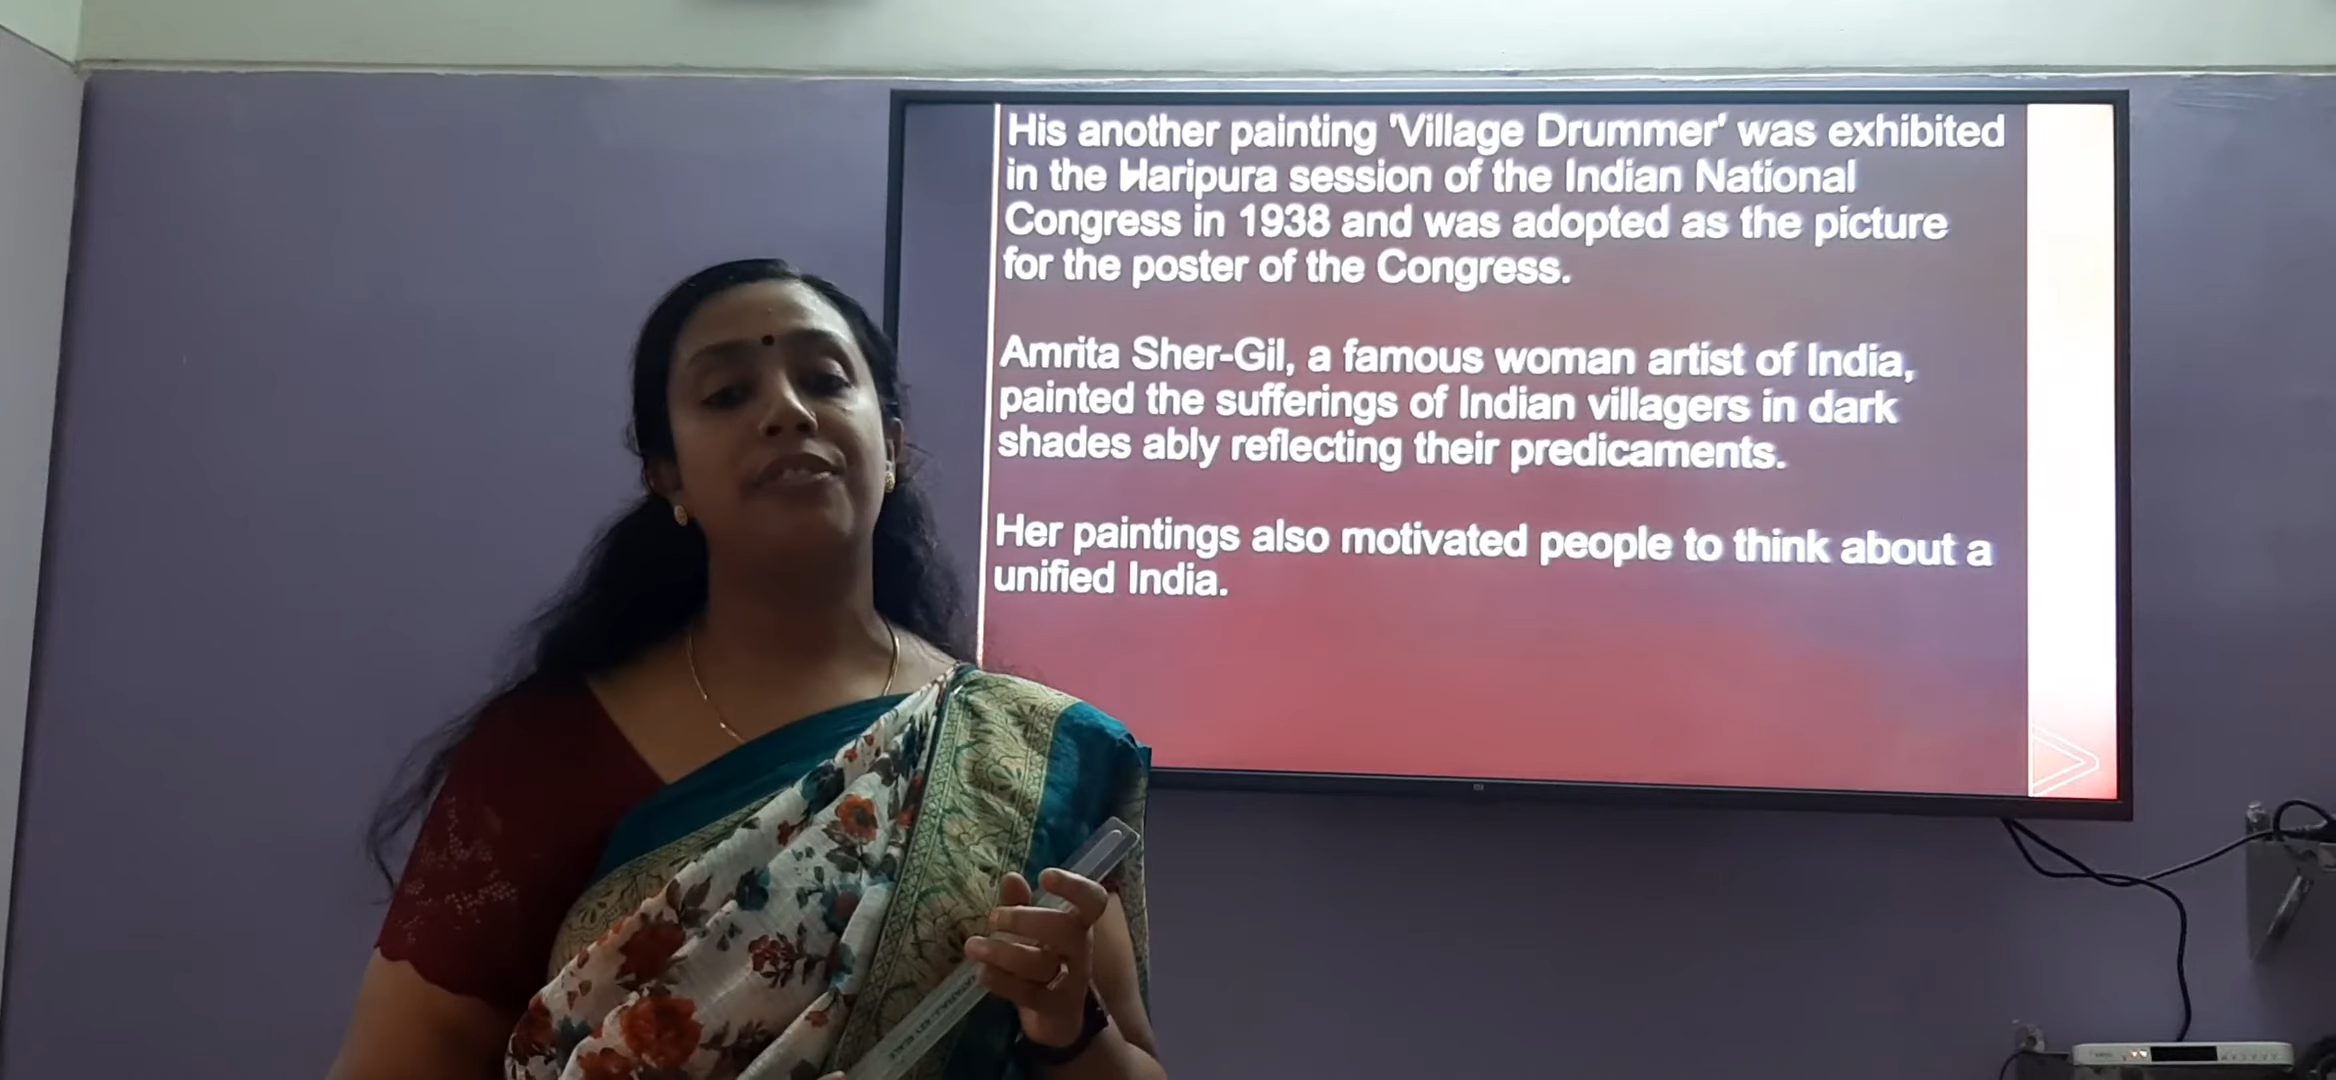 His another painting 'Village Drummer' was exhibited
in the Haripura session of the Indian National
Congress in 1938 and was adopted as the picture
for the poster of the Congress.
Amrita Sher-Gil, a famous woman artist of India,
painted the sufferings of Indian villagers in dark
shades ably reflecting their predicaments.
Her paintings also motivated people to think about a
unified India.